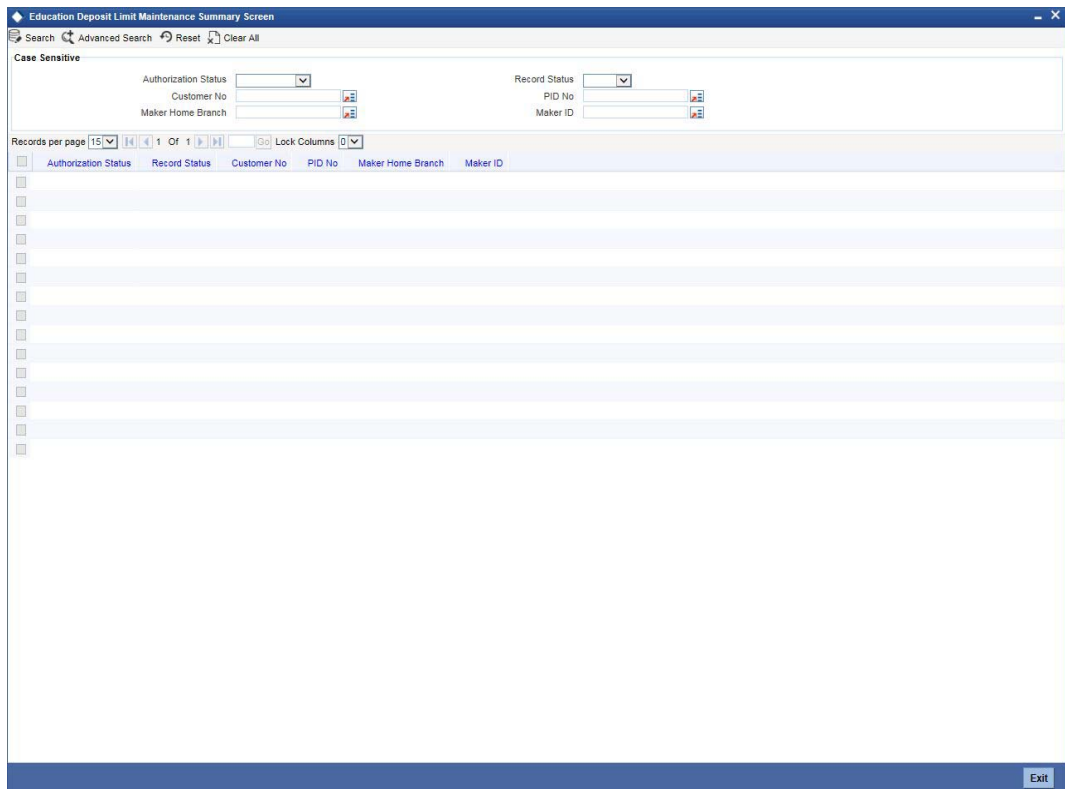 Education Deposit Limit Maintenance Summary Screen
Search Advanced Search Reset Clear All
Case Sensitive
Authorization Status Record Status
Customer No PID No
Maker Home Branch Maker ID
Records per page 15 1 Of 1 Go Lock Columns 0
Authorization Status Record Status Customer No PID No Maker Home Branch Maker ID
Exit